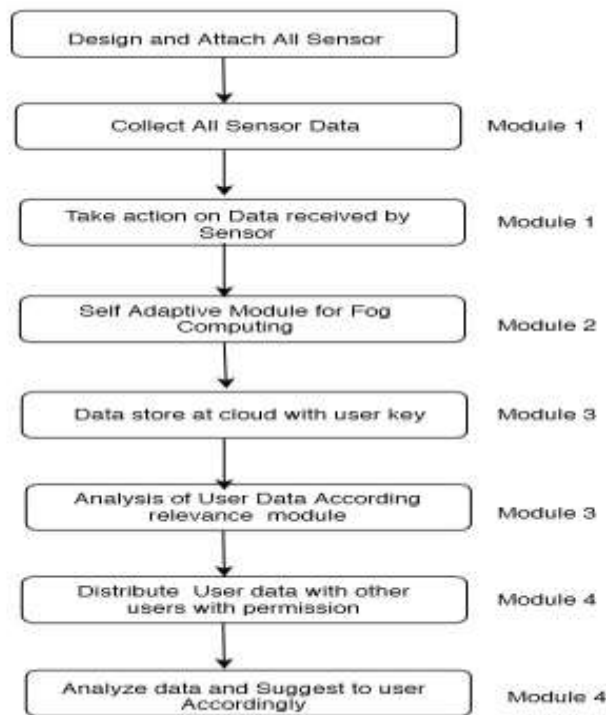 Design and Attach All Sensor
Collect All Sensor Data
Module 1
Take action on Data received by
Sensor
Module 1
Self Adaptive Module for Fog
Computing
Module 2
Data store at cloud with user key
Module 3
Analysis of User Data According
relevance module
Module 3
Distribute User data with other
users with permission
Module 4
Analyze data and Suggest to user
Accordingly
Module 4